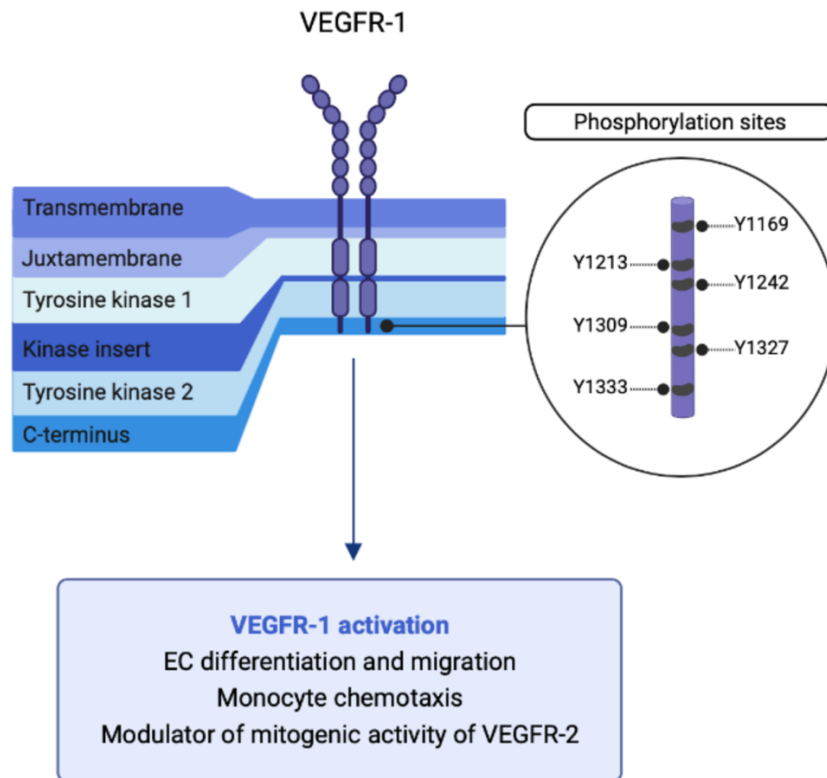 VEGFR-1
Phosphorylation sites
Transmembrane
Juxtamembrane
Tyrosine kinase 1
Kinase insert
Tyrosine kinase 2
C-terminus
Y1169
Y1213
Y1242
Y1309
Y1327
Y1333
VEGFR-1 activation
EC differentiation and migration
Monocyte chemotaxis
Modulator of mitogenic activity of VEGFR-2